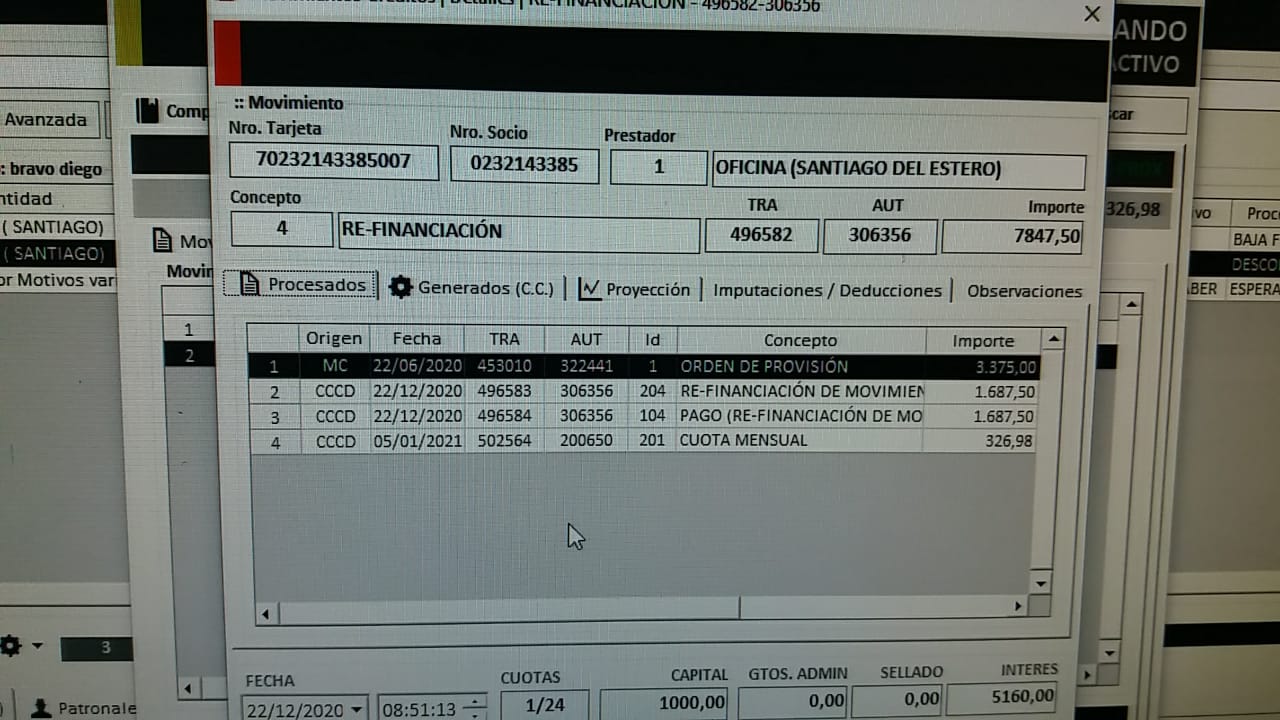 RE-FINANCIACIÓN - 496582-306356
ANDO
ACTIVO
Avanzada
Comp
:: Movimiento
car
Nro. Tarjeta
Nro. Socio
Prestador
70232143385007
0232143385
1
OFICINA (SANTIAGO DEL ESTERO)
: bravo diego
ntidad
Concepto
TRA
AUT
Importe
326,98
vo
Proc
4
RE-FINANCIACIÓN
496582
306356
7847,50
( SANTIAGO)
Mov
BAJA F
( SANTIAGO)
Movin
DESCO
or Motivos vari
Procesados
Generados (C.C.)
Proyección
Imputaciones / Deducciones
Observaciones
ABER
ESPERA
Origen Fecha TRA AUT Id Concepto Importe
1 MC 22/06/2020 453010 322441 1 ORDEN DE PROVISIÓN 3.375,00
2 CCCD 22/12/2020 496583 306356 204 RE-FINANCIACIÓN DE MOVIMIEN 1.687,50
3 CCCD 22/12/2020 496584 306356 104 PAGO (RE-FINANCIACIÓN DE MO 1.687,50
4 CCCD 05/01/2021 502564 200650 201 CUOTA MENSUAL 326,98
1
2
3
FECHA
CUOTAS
CAPITAL
GTOS. ADMIN
SELLADO
INTERES
22/12/2020
08:51:13
1/24
1000,00
0,00
0,00
5160,00
Patronale